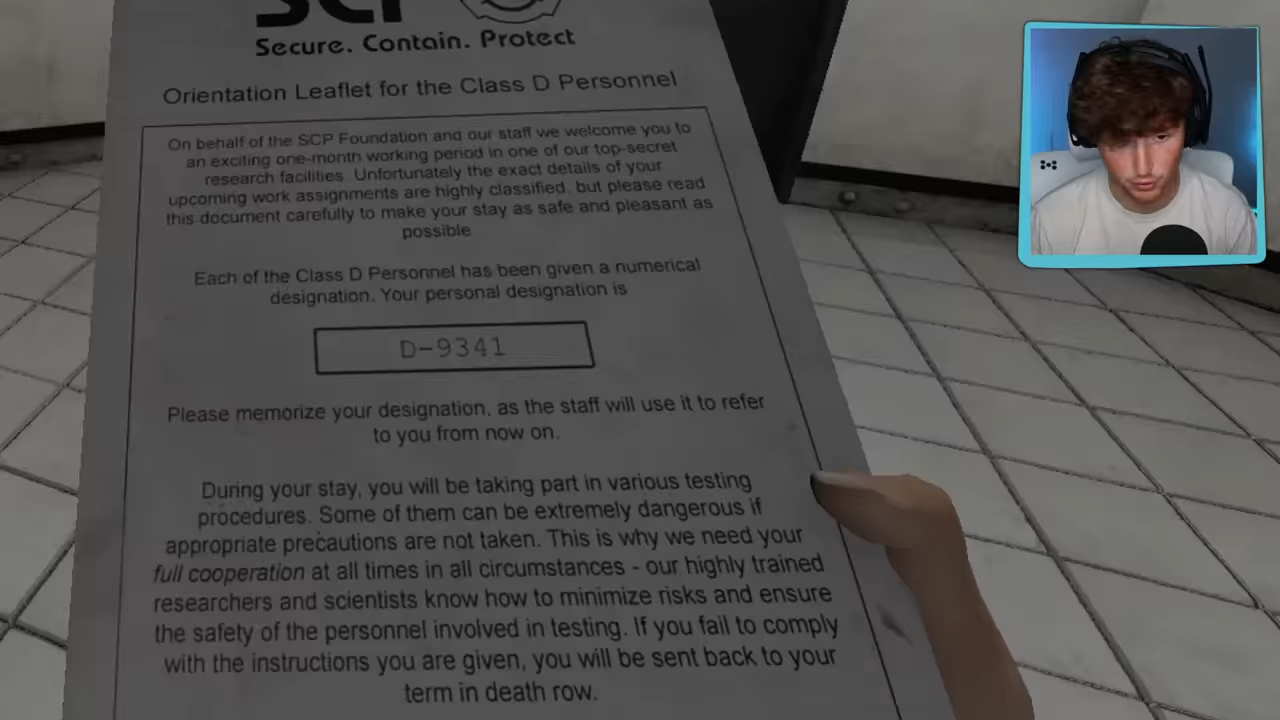 SCP
Secure. Contain. Protect
Orientation Leaflet for the Class D Personnel
On behalf of the SCP Foundation and our staff we welcome you to
an exciting one-month working period in one of our top-secret
research facilities. Unfortunately the exact details of your
upcoming work assignments are highly classified, but please read
this document carefully to make your stay as safe and pleasant as
possible
Each of the Class D Personnel has been given a numerical
designation. Your personal designation is
D-9341
Please memorize your designation, as the staff will use it to refer
to you from now on.
During your stay, you will be taking part in various testing
procedures. Some of them can be extremely dangerous if
appropriate precautions are not taken. This is why we need your
full cooperation at all times in all circumstances - our highly trained
researchers and scientists know how to minimize risks and ensure
the safety of the personnel involved in testing. If you fail to comply
with the instructions you are given, you will be sent back to your
term in death row.